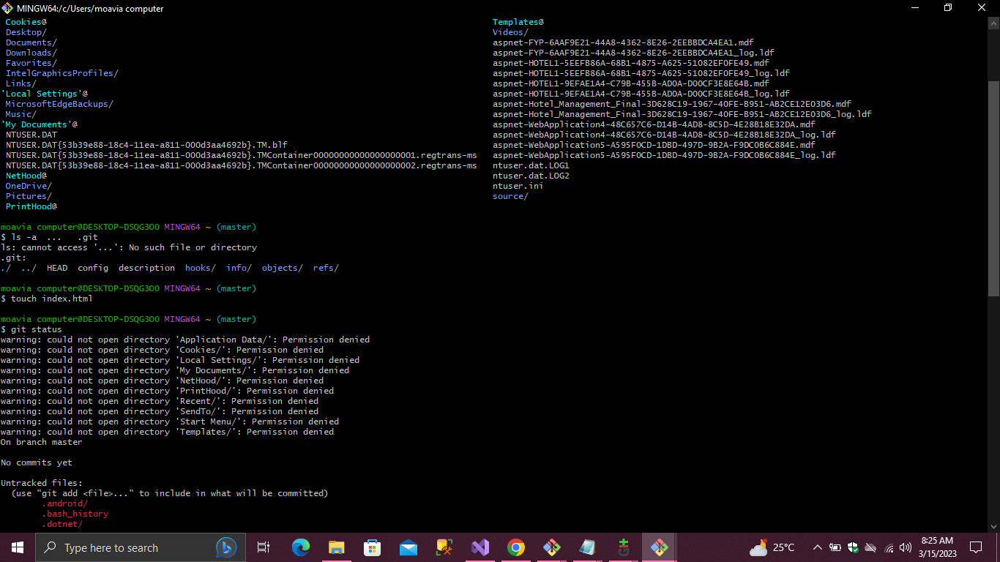 MINGW64:/c/Users/moavia computer
Cookies@
Desktop/
Documents/
Downloads/
Favorites/
IntelGraphicsProfiles/
Links/
'Local Settings'@
MicrosoftEdgeBackups/
Music/
'My Documents'@
NTUSER.DAT
NTUSER.DAT{53b39e88-18c4-11ea-a811-000d3aa4692b}.TM.blf
NTUSER.DAT{53b39e88-18c4-11ea-a811-000d3aa4692b}.TMContainer00000000000000000001.regtrans-ms
NTUSER.DAT{53b39e88-18c4-11ea-a811-000d3aa4692b}.TMContainer00000000000000000002.regtrans-ms
NetHood@
OneDrive/
Pictures/
PrintHood@
Templates@
Videos/
aspnet-FYP-6AAF9E21-44A8-4362-8E26-2EEBBDCA4EA1.mdf
aspnet-FYP-6AAF9E21-44A8-4362-8E26-2EEBBDCA4EA1_log.ldf
aspnet-HOTEL1-5EEFB86A-68B1-4875-A625-51082EF0FE49.mdf
aspnet-HOTEL1-5EEFB86A-68B1-4875-A625-51082EF0FE49_log.ldf
aspnet-HOTEL1-9EFAE1A4-C79B-455B-AD0A-D00CF3E8E64B.mdf
aspnet-HOTEL1-9EFAE1A4-C79B-455B-AD0A-D00CF3E8E64B_log.ldf
aspnet-Hotel_Management_Final-3D628C19-1967-40FE-B951-AB2CE12E03D6.mdf
aspnet-Hotel_Management_Final-3D628C19-1967-40FE-B951-AB2CE12E03D6_log.ldf
aspnet-WebApplication4-48C657C6-D14B-4AD8-8C5D-4E28B18E32DA.mdf
aspnet-WebApplication4-48C657C6-D14B-4AD8-8C5D-4E28B18E32DA_log.ldf
aspnet-WebApplication5-A595F0CD-1DBD-497D-9B2A-F9DC0B6C884E.mdf
aspnet-WebApplication5-A595F0CD-1DBD-497D-9B2A-F9DC0B6C884E_log.ldf
ntuser.dat.LOG1
ntuser.dat.LOG2
ntuser.ini
source/
moavia computer@DESKTOP-DSQG3OO MINGW64 ~ (master)
$ ls -a  ...   .git
ls: cannot access '...': No such file or directory
.git:
./  ../  HEAD  config  description  hooks/  info/  objects/  refs/
moavia computer@DESKTOP-DSQG3OO MINGW64 ~ (master)
$ touch index.html
moavia computer@DESKTOP-DSQG3OO MINGW64 ~ (master)
$ git status
warning: could not open directory 'Application Data/': Permission denied
warning: could not open directory 'Cookies/': Permission denied
warning: could not open directory 'Local Settings/': Permission denied
warning: could not open directory 'My Documents/': Permission denied
warning: could not open directory 'NetHood/': Permission denied
warning: could not open directory 'PrintHood/': Permission denied
warning: could not open directory 'Recent/': Permission denied
warning: could not open directory 'SendTo/': Permission denied
warning: could not open directory 'Start Menu/': Permission denied
warning: could not open directory 'Templates/': Permission denied
On branch master
No commits yet
Untracked files:
(use "git add <file>..." to include in what will be committed)
.android/
.bash_history
.dotnet/
Type here to search
25°C
8:25 AM
3/15/2023